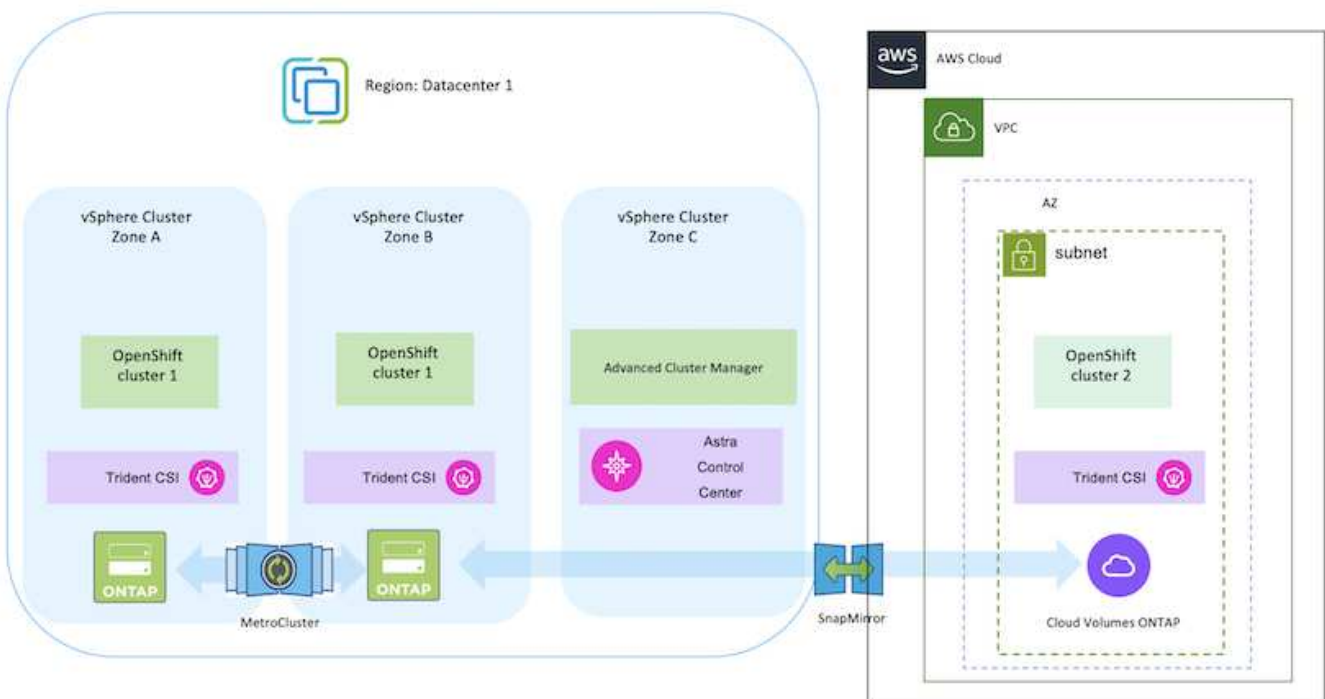 Region: Datacenter 1
vSphere Cluster
Zone A
OpenShift
cluster 1
Trident CSI
ONTAP
vSphere Cluster
Zone B
OpenShift
cluster 1
Trident CSI
ONTAP
MetroCluster
vSphere Cluster
Zone C
Advanced Cluster Manager
Astra
Control
Center
SnapMirror
aws
AWS Cloud
VPC
AZ
subnet
OpenShift
cluster 2
Trident CSI
Cloud Volumes ONTAP